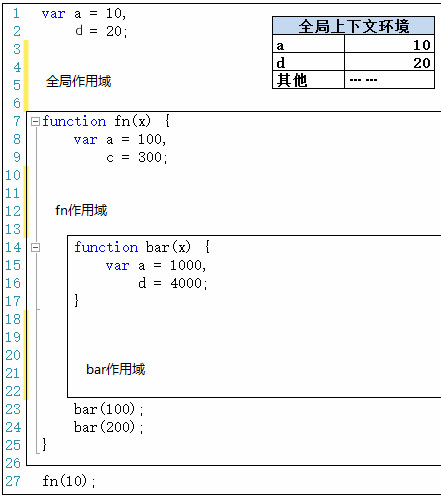 1 var a = 10, 全局上下文环境
2 d = 20; a 10
3 d 20
4 其他 ……
5 全局作用域
6
7 function fn(x) {
8 var a = 100,
9 c = 300;
10
11
12 fn作用域
13
14 function bar(x) {
15 var a = 1000,
16 d = 4000;
17 }
18
19
20
21 bar作用域
22
23 bar(100);
24 bar(200);
25 }
26
27 fn(10);